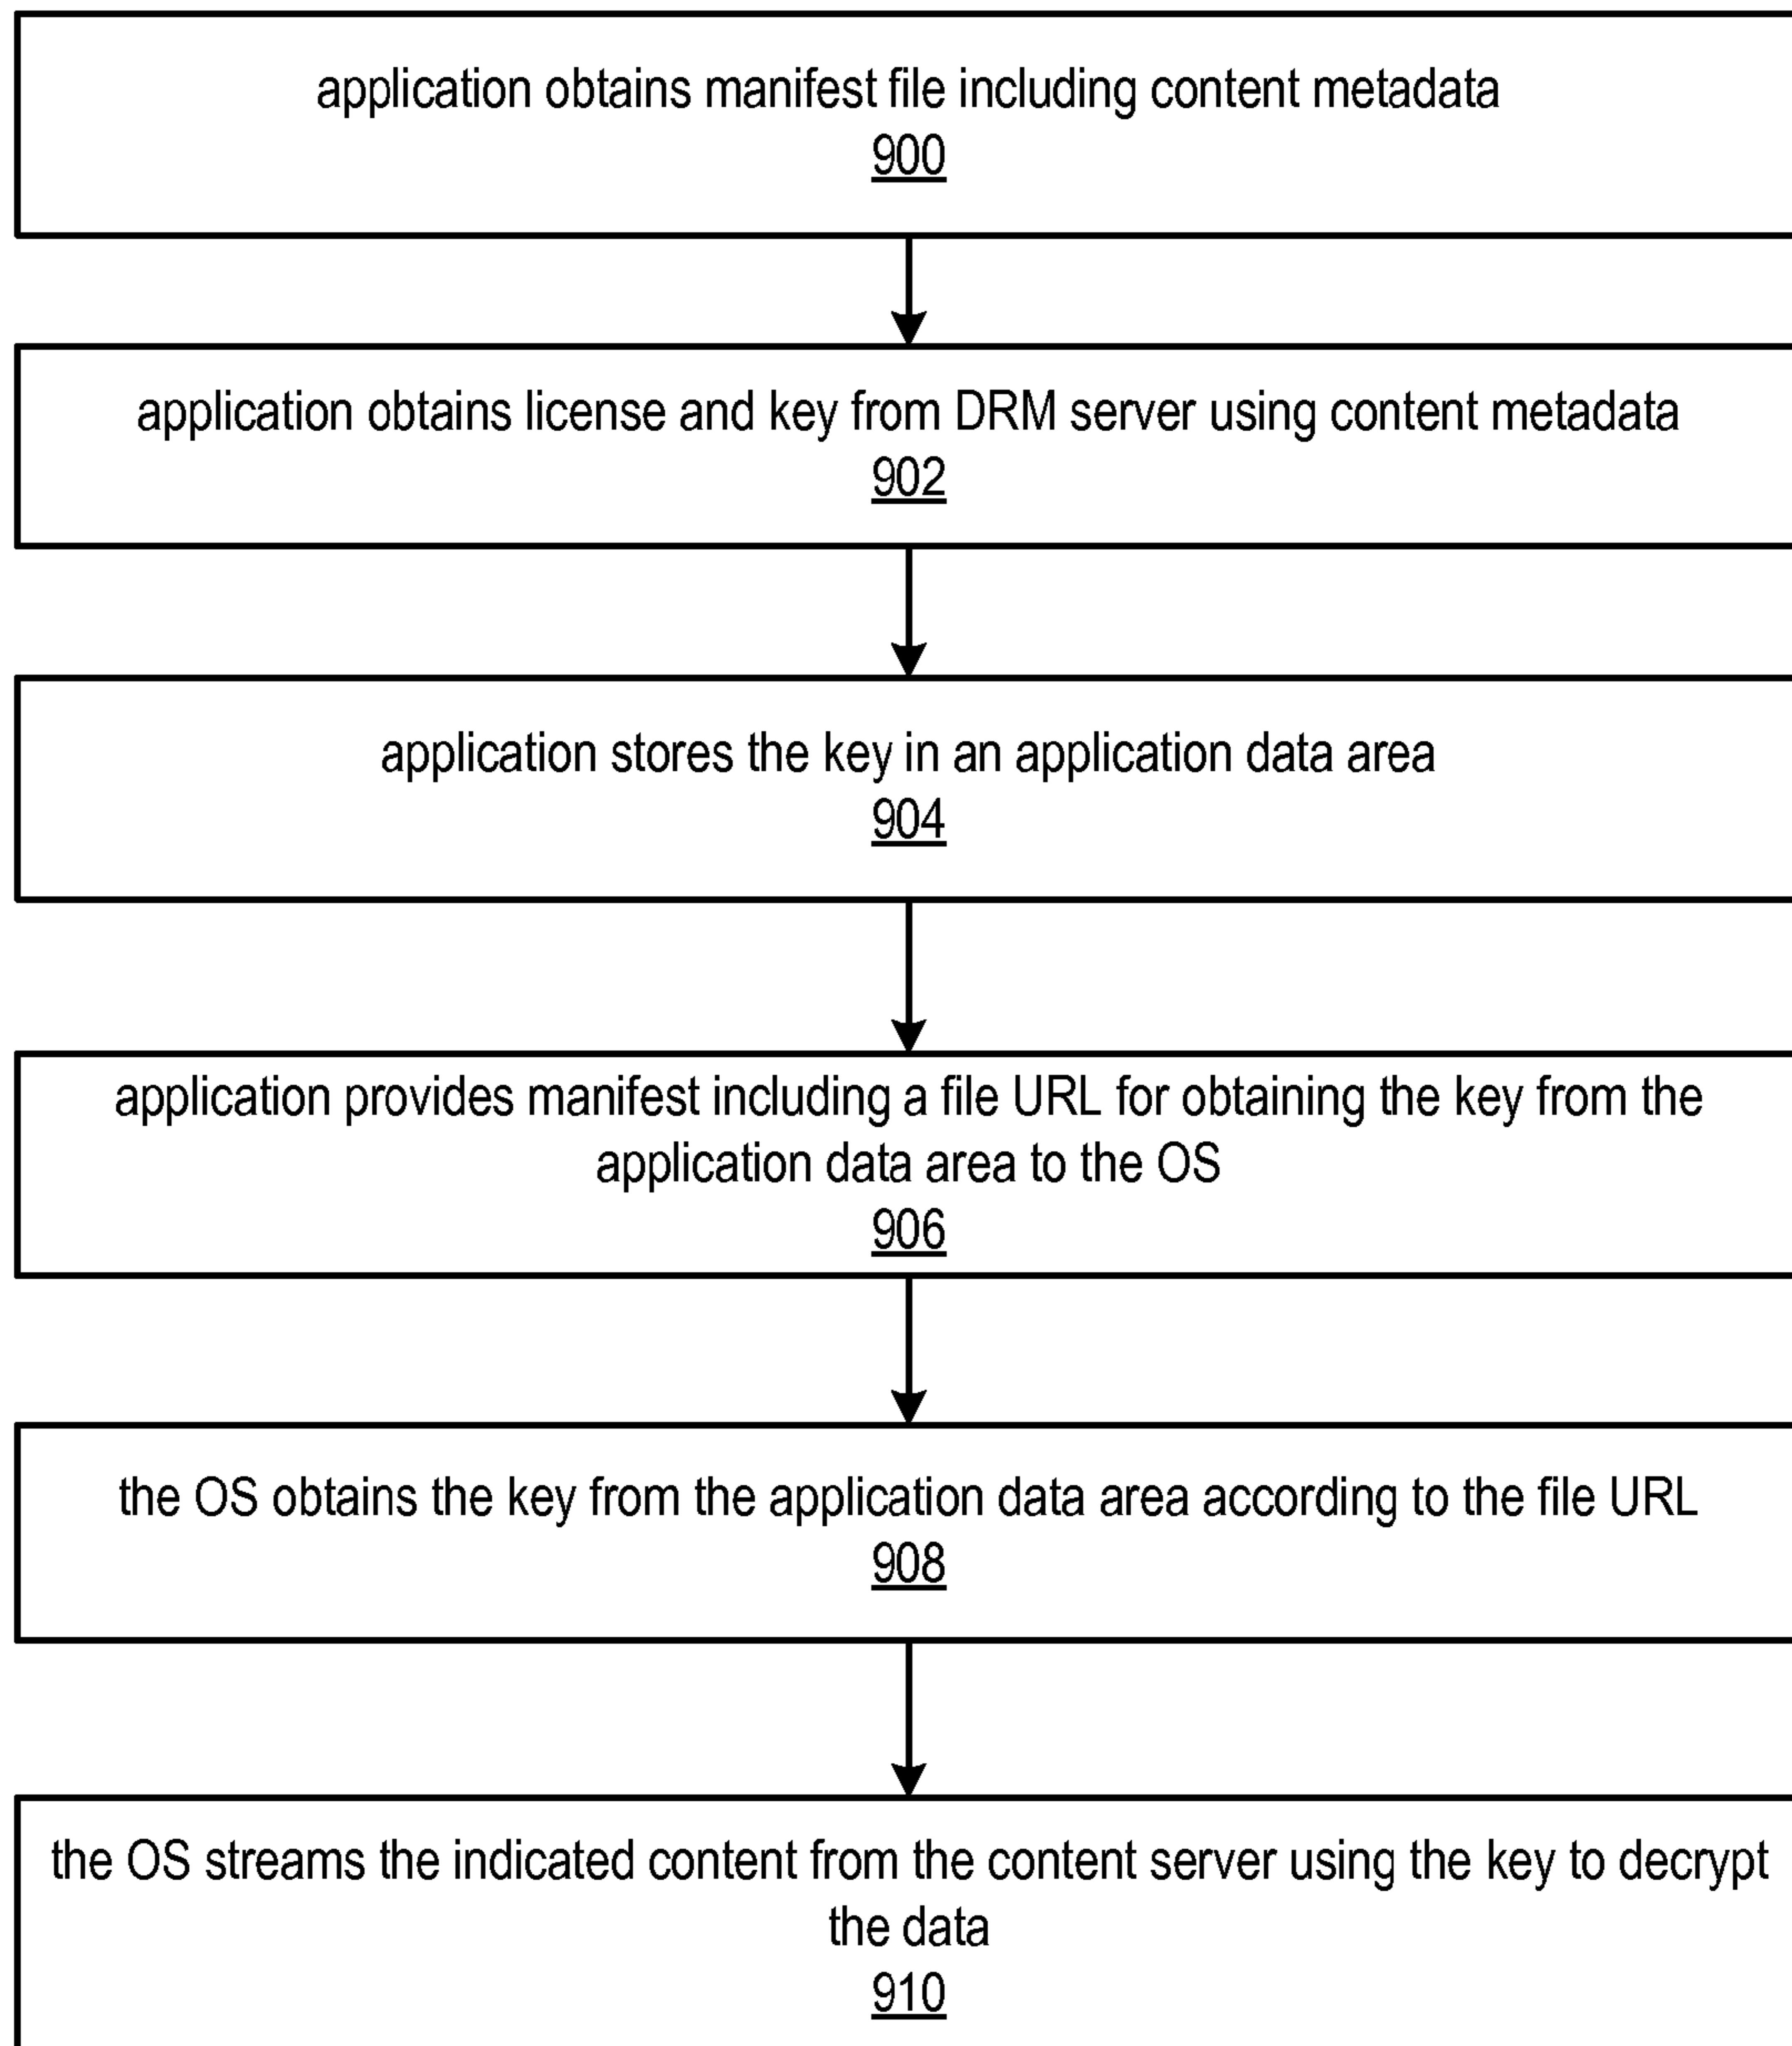 application obtains manifest file including content metadata
900
application obtains license and key from DRM server using content metadata
902
application stores the key in an application data area
904
application provides manifest including a file URL for obtaining the key from the
application data area to the OS
906
the OS obtains the key from the application data area according to the file URL
908
the OS streams the indicated content from the content server using the key to decrypt
the data
910